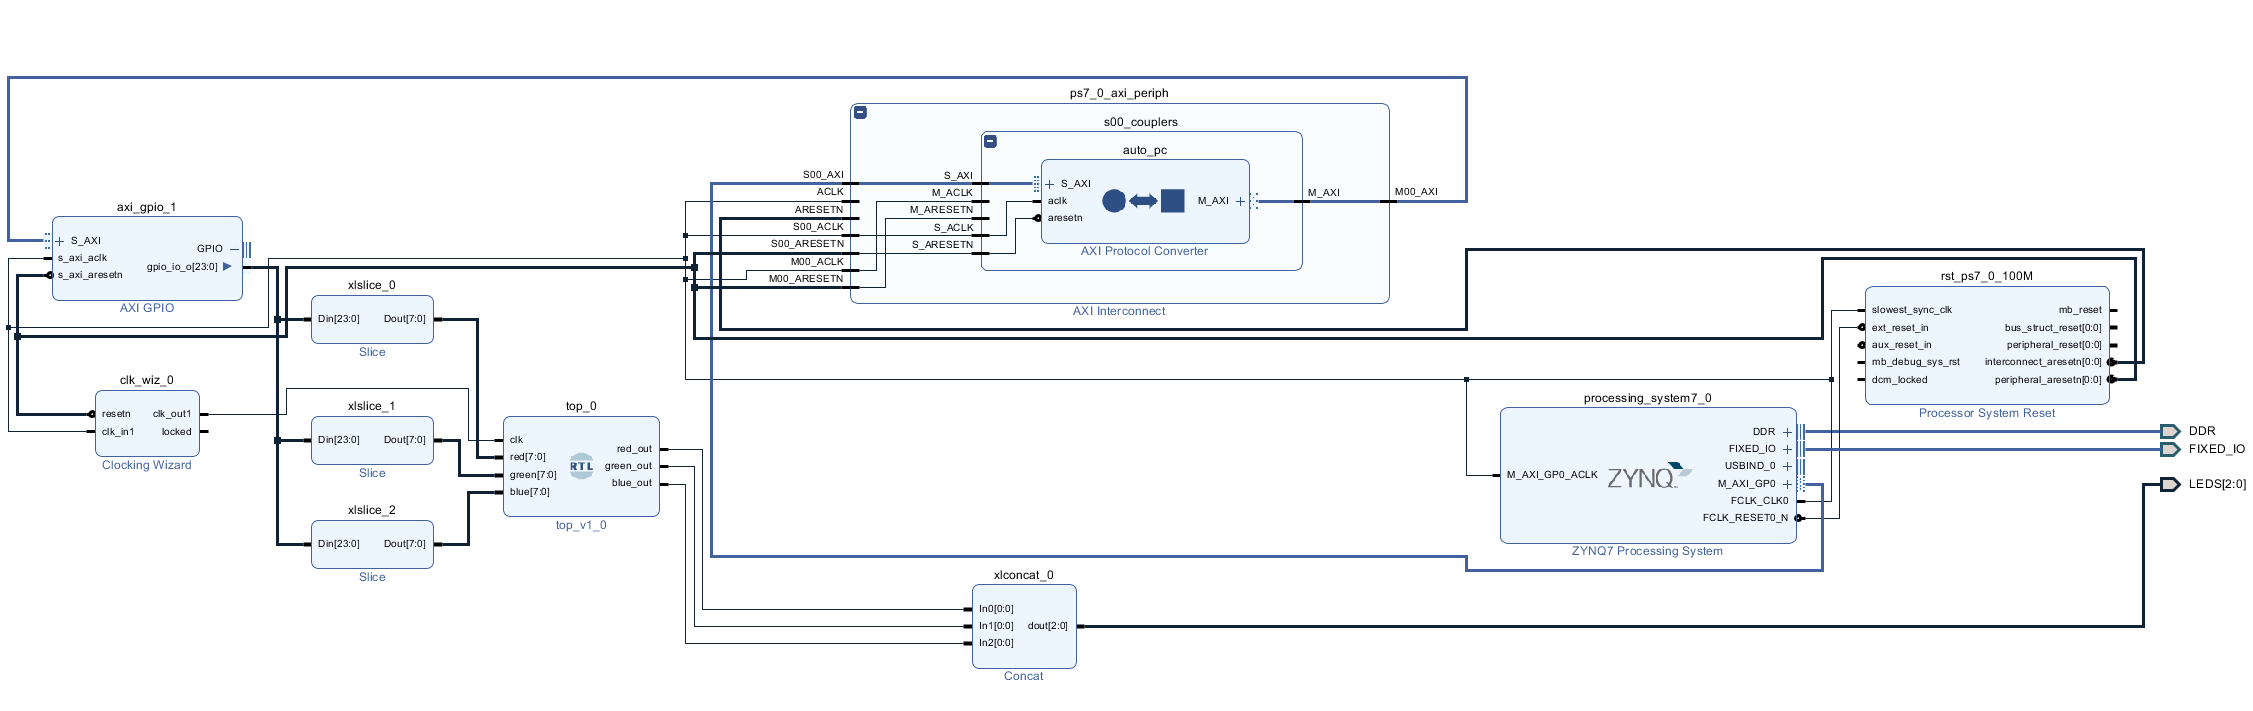 ps7_0_axi_periph
s00_couplers
auto_pc
S00_AXI
ACLK
ARESETN
S00_ACLK
S00_ARESETN
M00_ACLK
M00_ARESETN
S_AXI
M_ACLK
M_ARESETN
S_ACLK
S_ARESETN
S_AXI
aclk
aresetn
M_AXI
AXI Protocol Converter
M_AXI
M00_AXI
AXI Interconnect
axi_gpio_1
S_AXI
s_axi_aclk
s_axi_aresetn
GPIO
gpio_io_o[23:0]
AXI GPIO
xlslice_0
Din[23:0]
Dout[7:0]
Slice
clk_wiz_0
resetn
clk_in1
clk_out1
locked
Clocking Wizard
xlslice_1
Din[23:0]
Dout[7:0]
Slice
xlslice_2
Din[23:0]
Dout[7:0]
Slice
top_0
clk
red[7:0]
green[7:0]
blue[7:0]
RTL
red_out
green_out
blue_out
top_v1_0
xlconcat_0
In0[0:0]
In1[0:0]
In2[0:0]
dout[2:0]
Concat
rst_ps7_0_100M
slowest_sync_clk
ext_reset_in
aux_reset_in
mb_debug_sys_rst
dcm_locked
mb_reset
bus_struct_reset[0:0]
peripheral_reset[0:0]
interconnect_aresetn[0:0]
peripheral_aresetn[0:0]
Processor System Reset
processing_system7_0
M_AXI_GP0_ACLK
ZYNQ
DDR
FIXED_IO
USBIND_0
M_AXI_GP0
FCLK_CLK0
FCLK_RESET0_N
ZYNQ7 Processing System
DDR
FIXED_IO
LEDS[2:0]